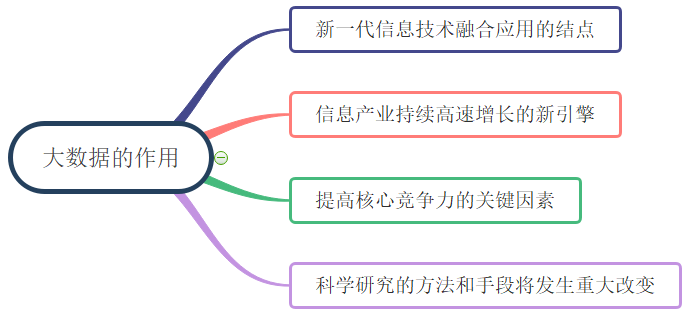 大数据的作用
新一代信息技术融合应用的结点
信息产业持续高速增长的新引擎
提高核心竞争力的关键因素
科学研究的方法和手段将发生重大改变